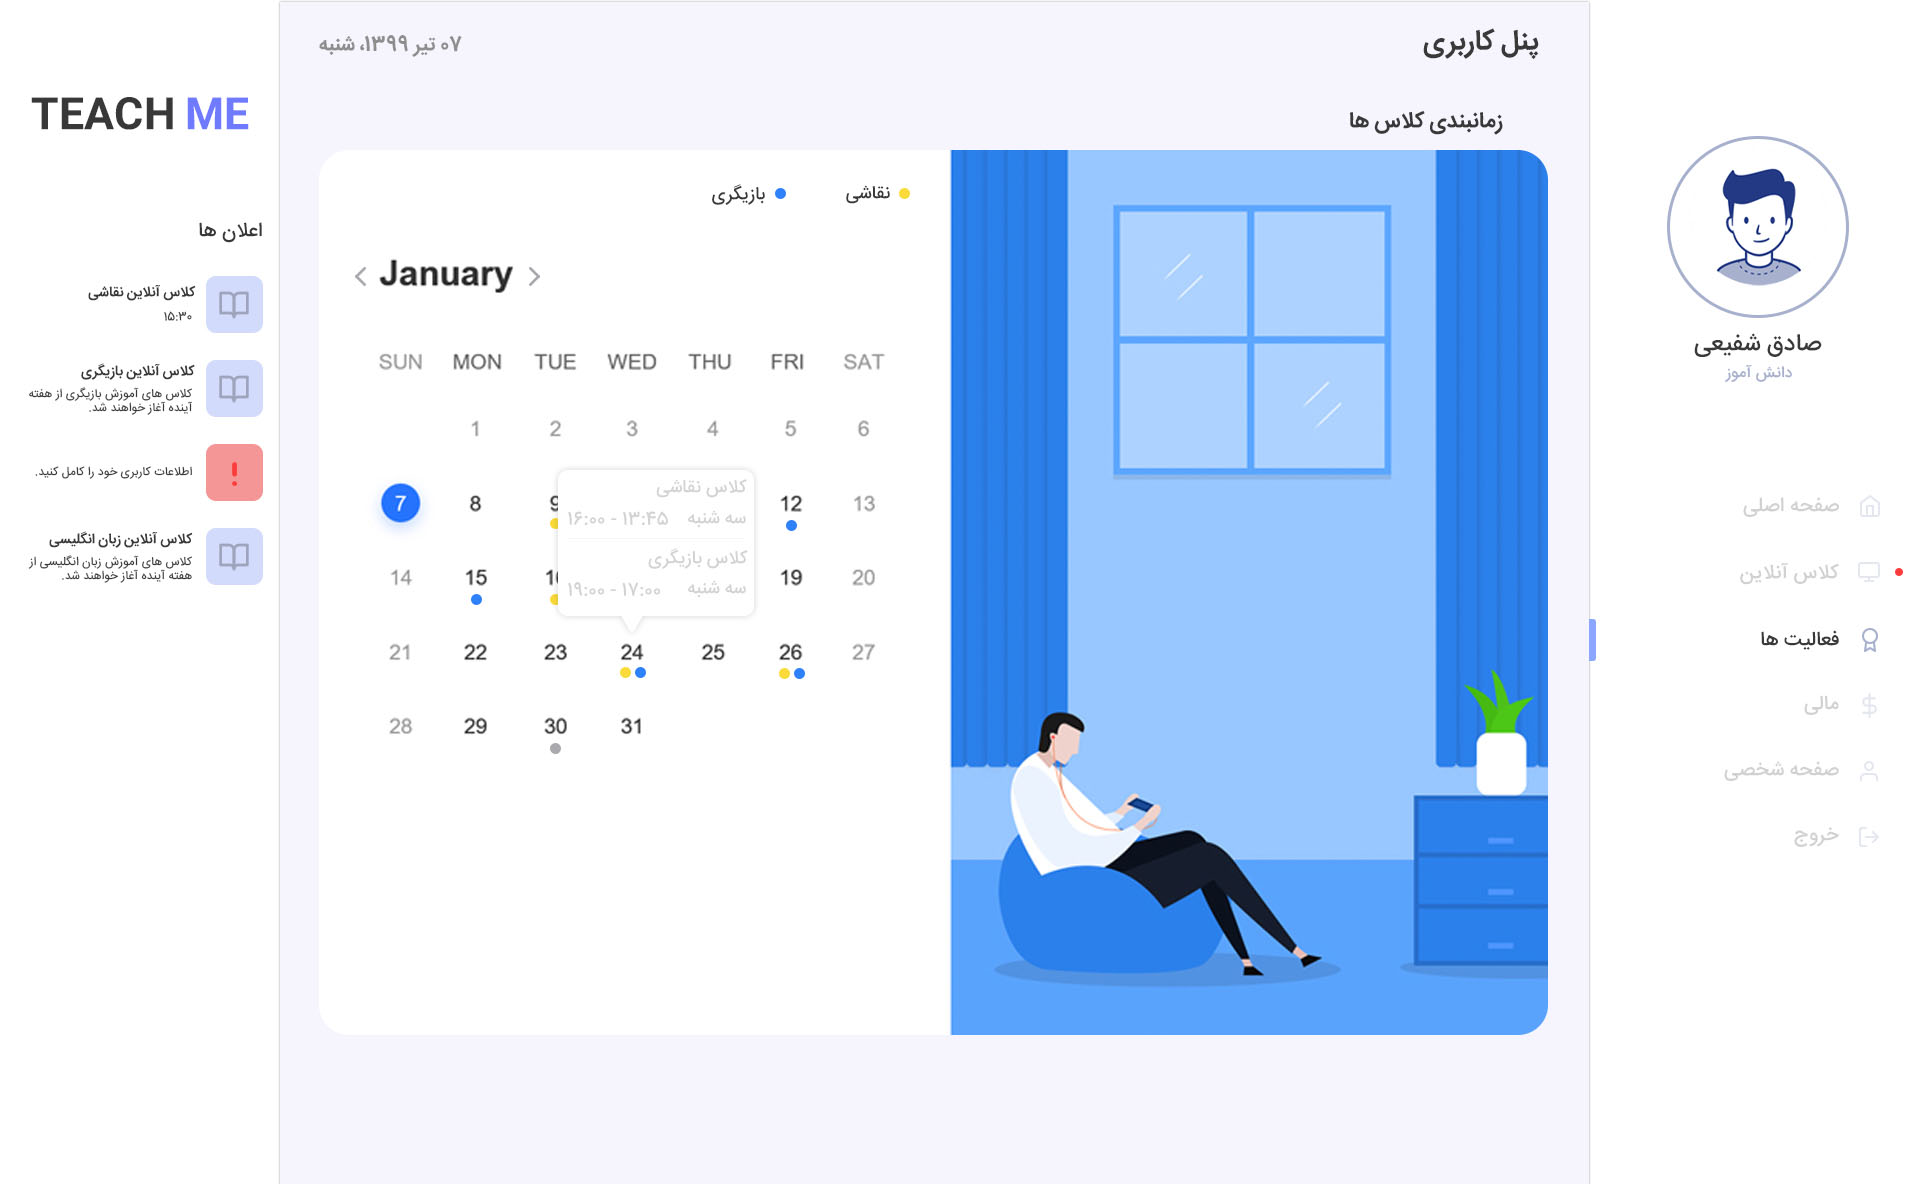 پنل کاربری
۰۷ تیر ۱۳۹۹، شنبه
صادق شفیعی
دانش آموز
صفحه اصلی
کلاس آنلاین
فعالیت ها
مالی
صفحه شخصی
خروج
زمانبندی کلاس ها
نقاشی
بازیگری
January
SUN MON TUE WED THU FRI SAT
1 2 3 4 5 6
7 8 9 12 13
14 15 19 20
21 22 23 24 25 26 27
28 29 30 31
کلاس نقاشی
سه شنبه ۱۳:۴۵ - ۱۶:۰۰
کلاس بازیگری
سه شنبه ۱۷:۰۰ - ۱۹:۰۰
TEACH ME
اعلان ها
کلاس آنلاین نقاشی
۱۵:۳۰
کلاس آنلاین بازیگری
کلاس های آموزش بازیگری از هفته
آینده آغاز خواهند شد.
اطلاعات کاربری خود را کامل کنید.
کلاس آنلاین زبان انگلیسی
کلاس های آموزش زبان انگلیسی از
هفته آینده آغاز خواهند شد.